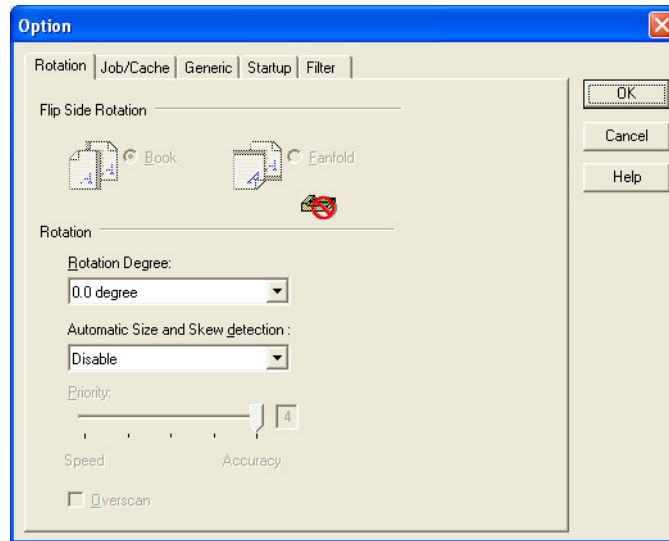 Option
Rotation Job/Cache Generic Startup Filter
OK
Flip Side Rotation
Cancel
Book Fanfold
Help
Rotation
Rotation Degree:
0.0 degree
Automatic Size and Skew detection :
Disable
Priority:
4
Speed Accuracy
Overscan